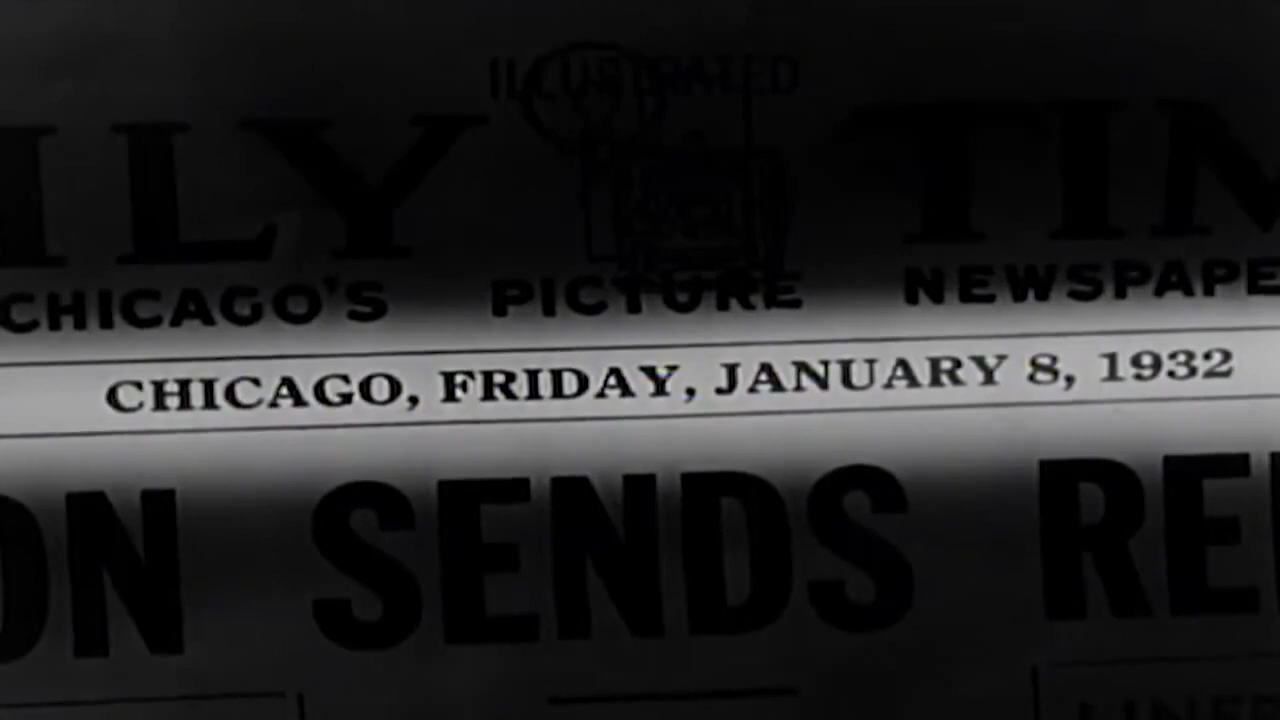 ILLUSTRATED
ILY TIM
CHICAGO'S PICTURE NEWSPAPE
CHICAGO, FRIDAY, JANUARY 8, 1932
ON SENDS RE